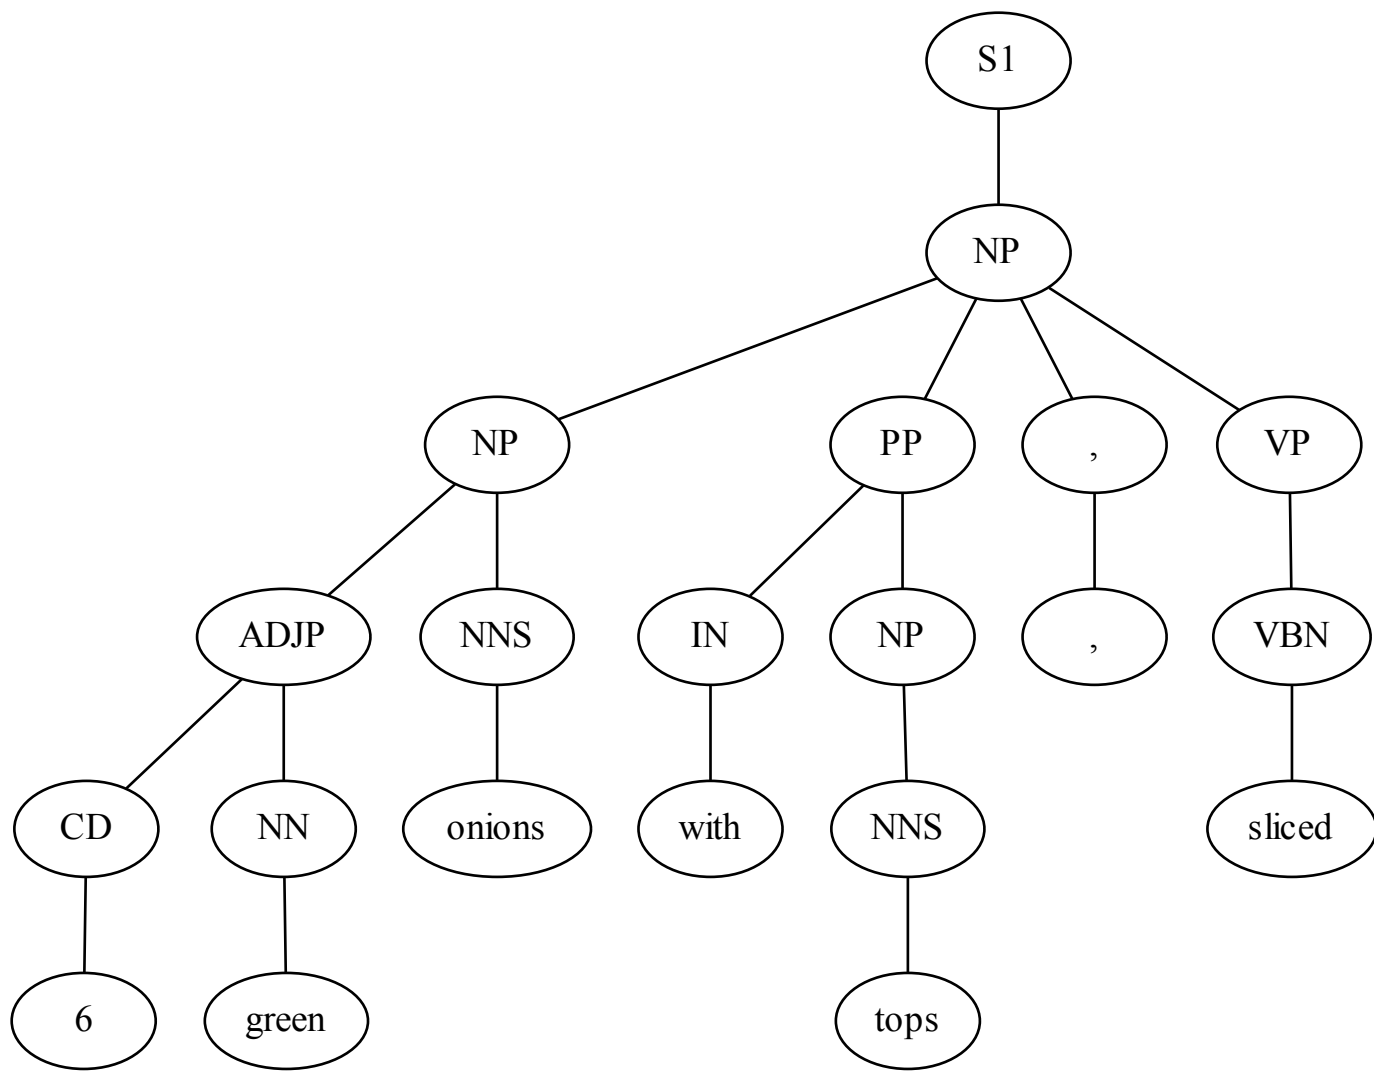 S1
NP
NP PP , VP
ADJP NNS IN NP , VBN
CD NN onions with NNS sliced
6 green tops